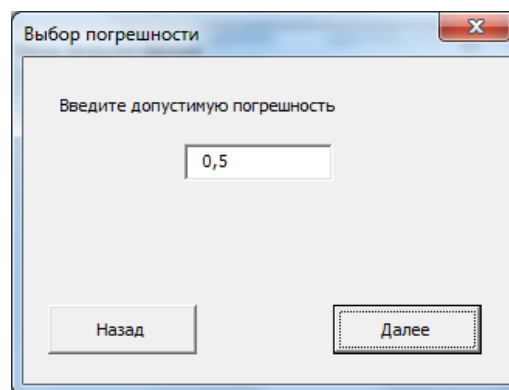 Выбор погрешности
Введите допустимую погрешность
0,5
Назад
Далее